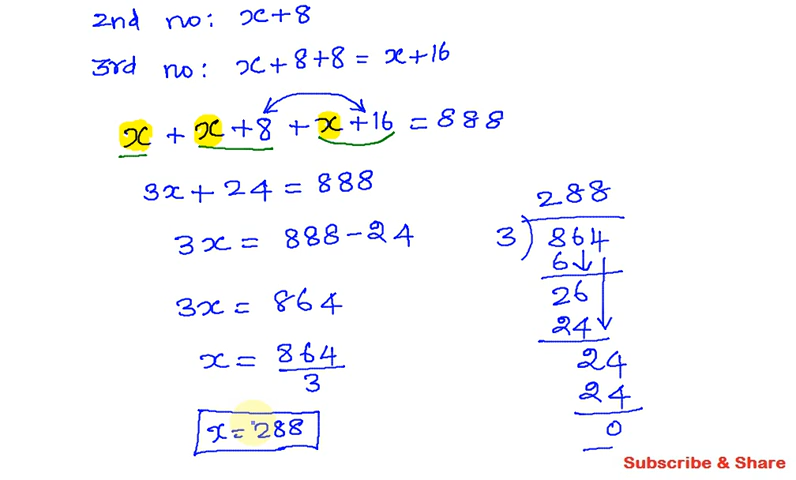 2nd no: x+8
3rd no: x+8+8 = x+16
x + x+8 + x+16 = 888
3x + 24 = 888
3x = 888-24
3x = 864
x = 864
3
x = 288
288
3) 864
6
26
24
24
24
0
Subscribe & Share